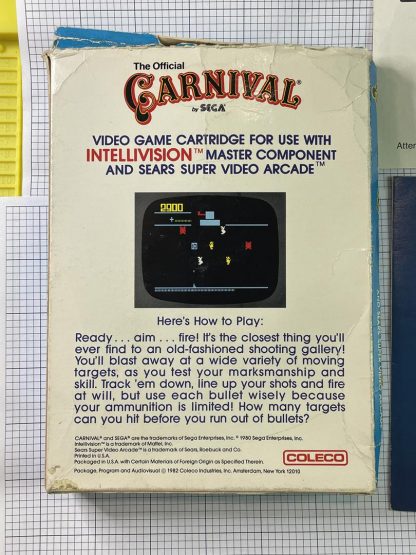 The Official
CARNIVAL®
by SEGA®
VIDEO GAME CARTRIDGE FOR USE WITH
INTELLIVISION™ MASTER COMPONENT
AND SEARS SUPER VIDEO ARCADE™
2900
Here's How to Play:
Ready . . . aim . . . fire! It's the closest thing you'll
ever find to an old-fashioned shooting gallery!
You'll blast away at a wide variety of moving
targets, as you test your marksmanship and
skill. Track 'em down, line up your shots and fire
at will, but use each bullet wisely because
your ammunition is limited! How many targets
can you hit before you run out of bullets?
CARNIVAL® and SEGA® are the trademarks of Sega Enterprises, Inc. © 1980 Sega Enterprises, Inc.
Intellivision™ is a trademark of Mattel, Inc.
Sears Super Video Arcade™ is a trademark of Sears, Roebuck and Co.
Printed in U.S.A.
Packaged in U.S.A. with Certain Materials of Foreign Origin as Specified Therein.
Package, Program and Audiovisual © 1982 Coleco Industries, Inc. Amsterdam, New York 12010
COLECO
Atten